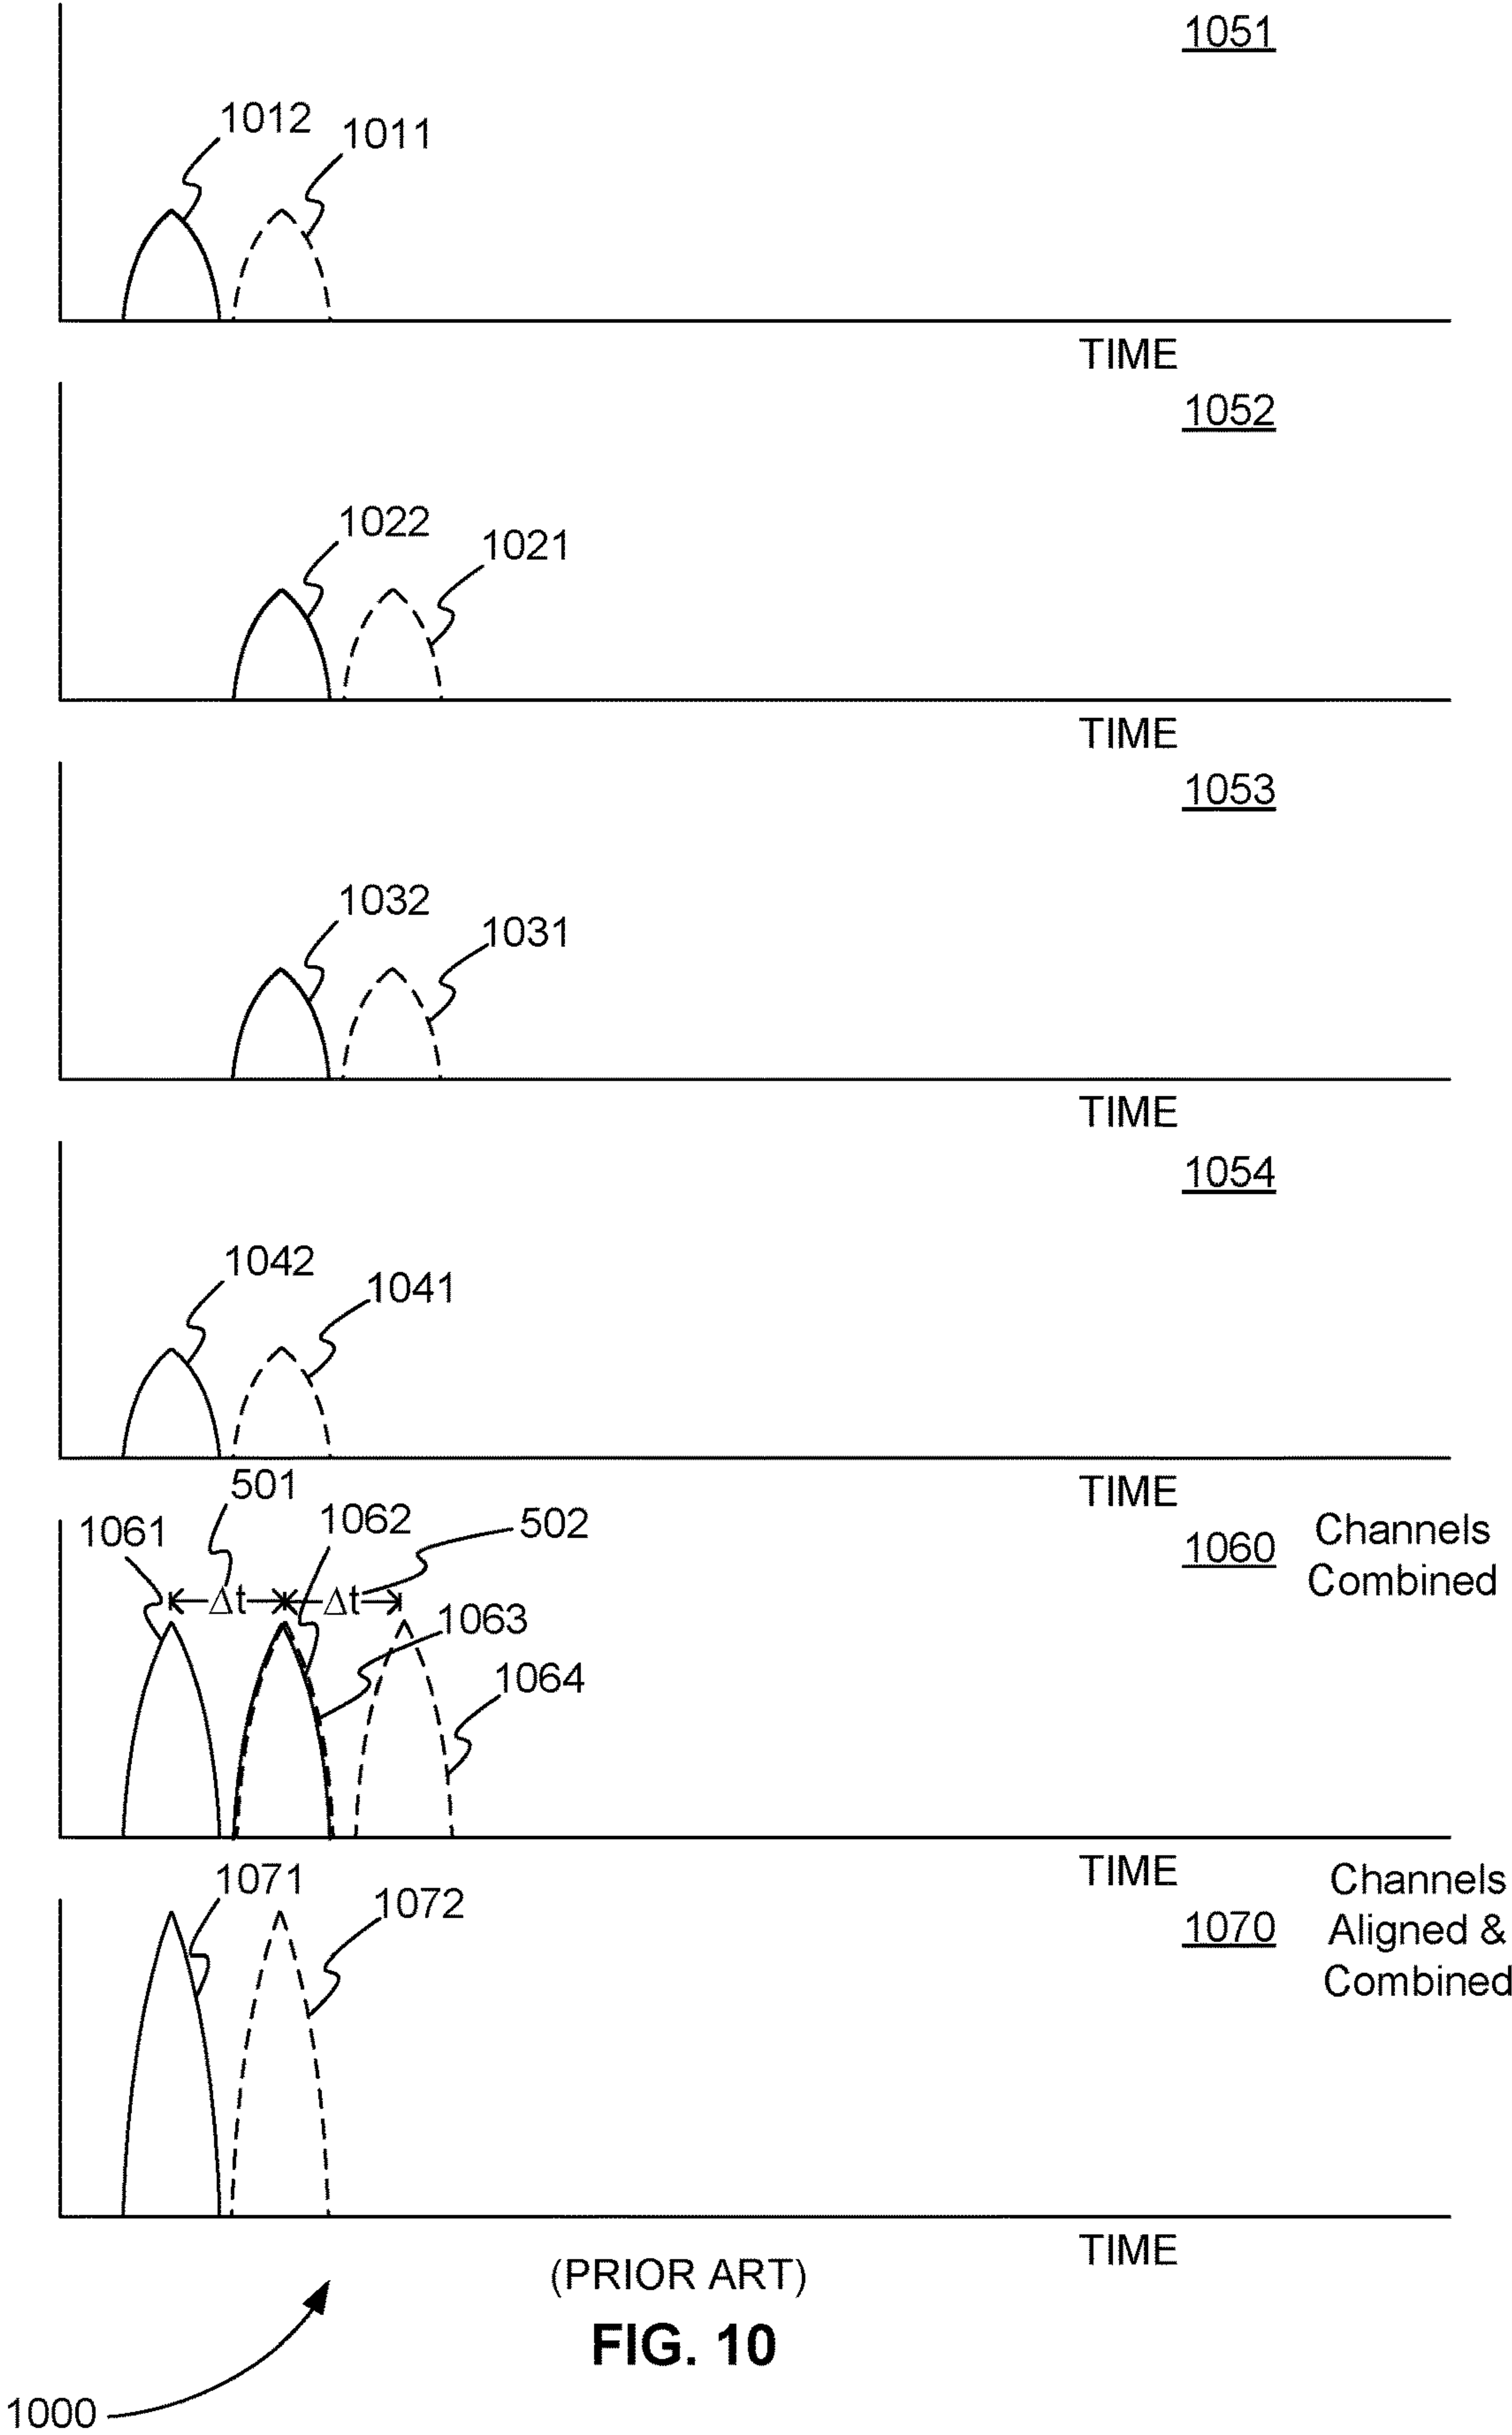 1051
1012
1011
TIME
1052
1022
1021
TIME
1053
1032
1031
TIME
1054
1042
1041
TIME
501
1061
1062
502
1060
Channels
Combined
Δt
Δt
1063
1064
TIME
1071
1072
1070
Channels
Aligned &
Combined
TIME
(PRIOR ART)
FIG. 10
1000